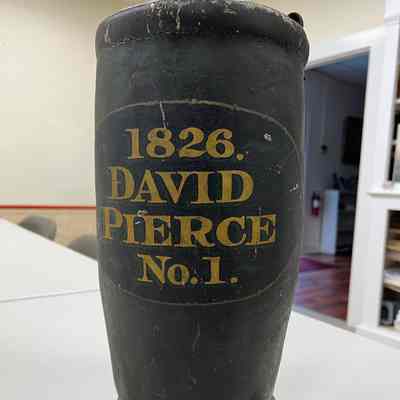 1826.
DAVID
PIERCE
No. 1.